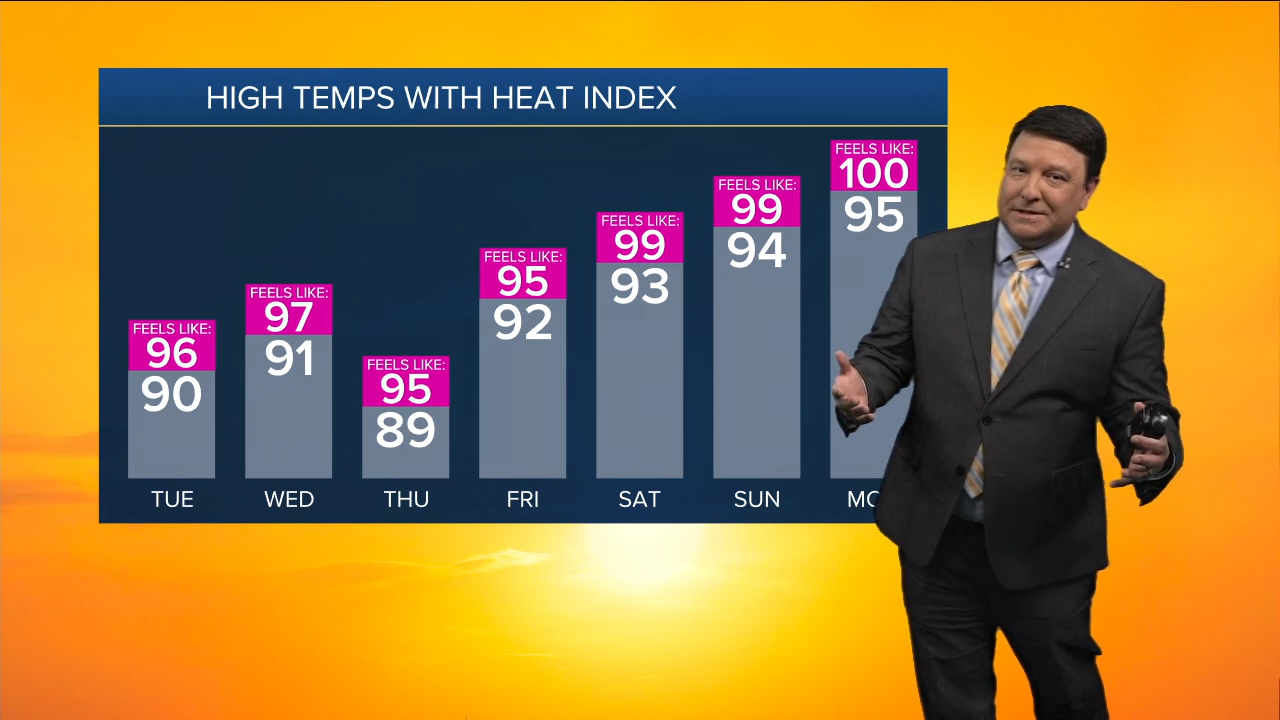 HIGH TEMPS WITH HEAT INDEX
FEELS LIKE:
96
90
TUE
FEELS LIKE:
97
91
WED
FEELS LIKE:
95
89
THU
FEELS LIKE:
95
92
FRI
FEELS LIKE:
99
93
SAT
FEELS LIKE:
99
94
SUN
FEELS LIKE:
100
95
MO